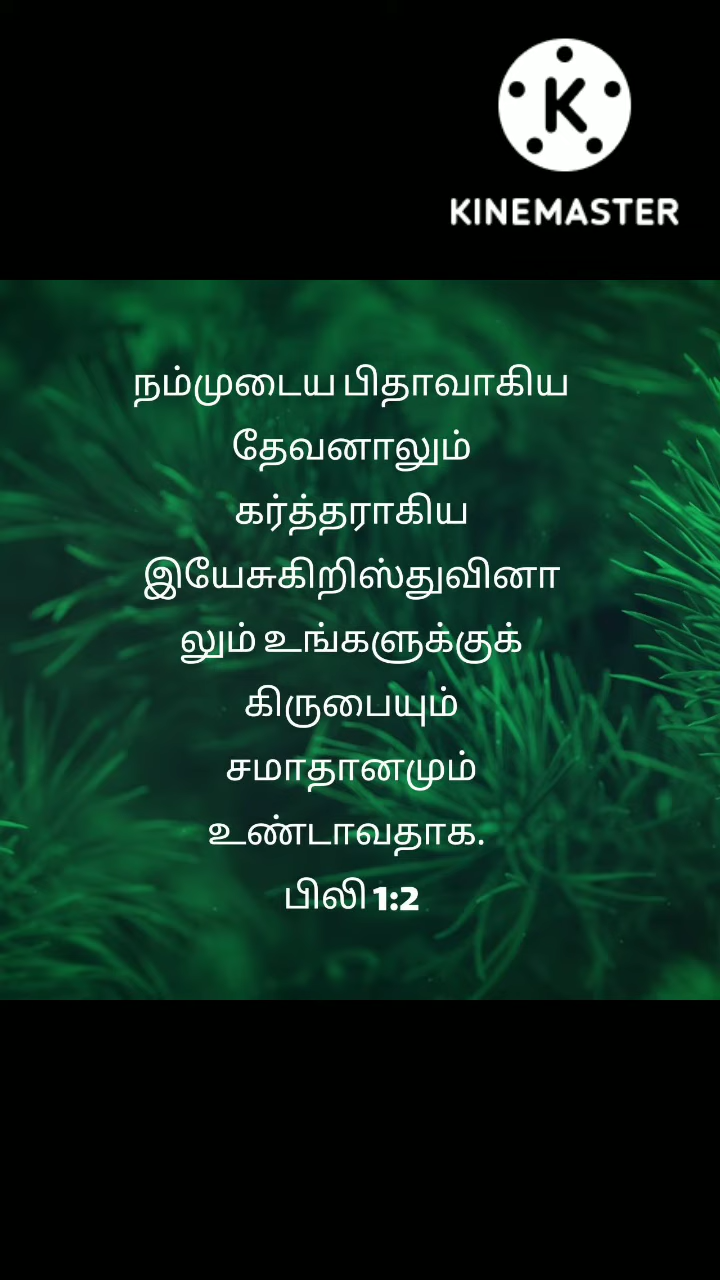 K
KINEMASTER
நம்முடைய பிதாவாகிய
தேவனாலும்
கர்த்தராகிய
இயேசுகிறிஸ்துவினா
லும் உங்களுக்குக்
கிருபையும்
சமாதானமும்
உண்டாவதாக.
பிலி 1:2